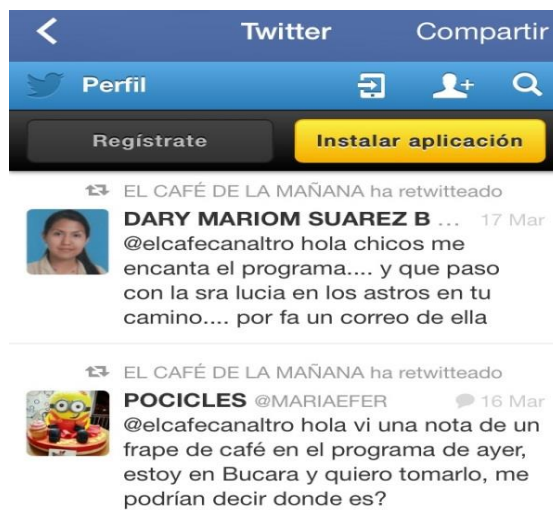 Twitter Compartir
Perfil
Regístrate Instalar aplicación
EL CAFÉ DE LA MAÑANA ha retwitteado
DARY MARIOM SUAREZ B ... 17 Mar
@elcafecanaltro hola chicos me
encanta el programa.... y que paso
con la sra lucia en los astros en tu
camino.... por fa un correo de ella
EL CAFÉ DE LA MAÑANA ha retwitteado
POCICLES @MARIAEFER 16 Mar
@elcafecanaltro hola vi una nota de un
frape de café en el programa de ayer,
estoy en Bucara y quiero tomarlo, me
podrían decir donde es?